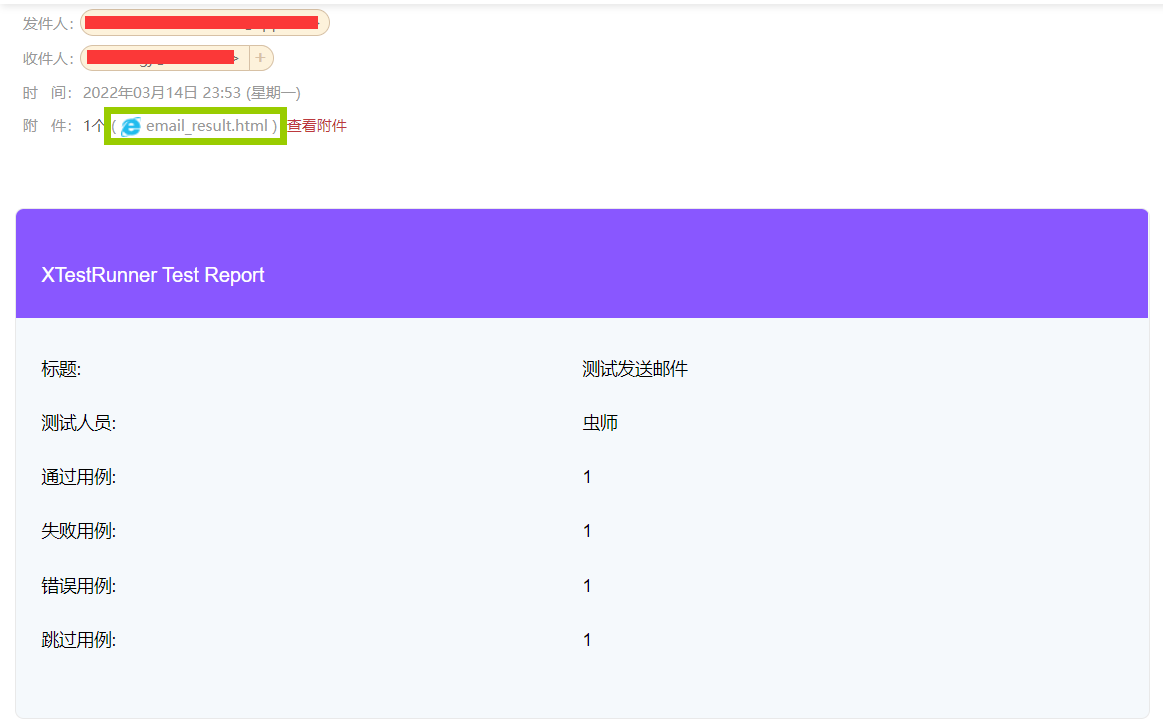 发件人：
收件人： +
时 间： 2022年03月14日 23:53 (星期一)
附 件： 1个 ( email_result.html ) 查看附件
XTestRunner Test Report
标题: 测试发送邮件
测试人员: 虫师
通过用例: 1
失败用例: 1
错误用例: 1
跳过用例: 1